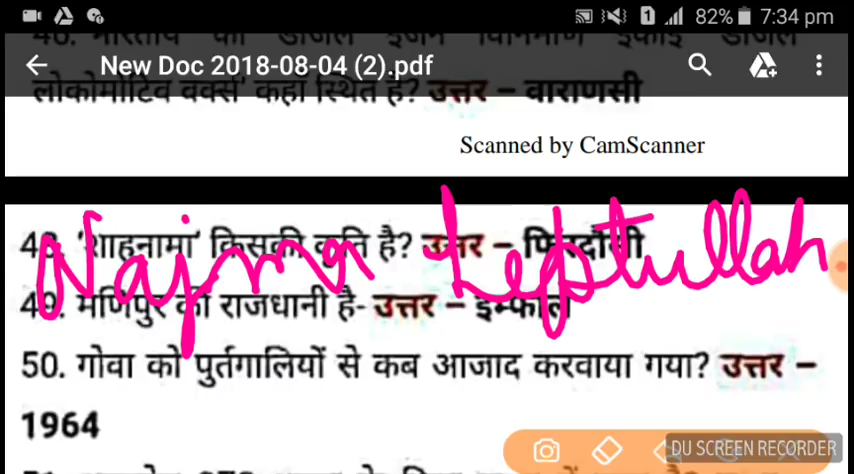 82% 7:34 pm
New Doc 2018-08-04 (2).pdf
लोकोमोटिव वर्क्स' कहाँ स्थित है? उत्तर – वाराणसी
Scanned by CamScanner
48. 'शाहनामा' किसकी कृति है? उत्तर – फिरदौसी
Najma heptullah
49. मणिपुर की राजधानी है- उत्तर – इम्फाल
50. गोवा को पुर्तगालियों से कब आजाद करवाया गया? उत्तर –
1964
DU SCREEN RECORDER